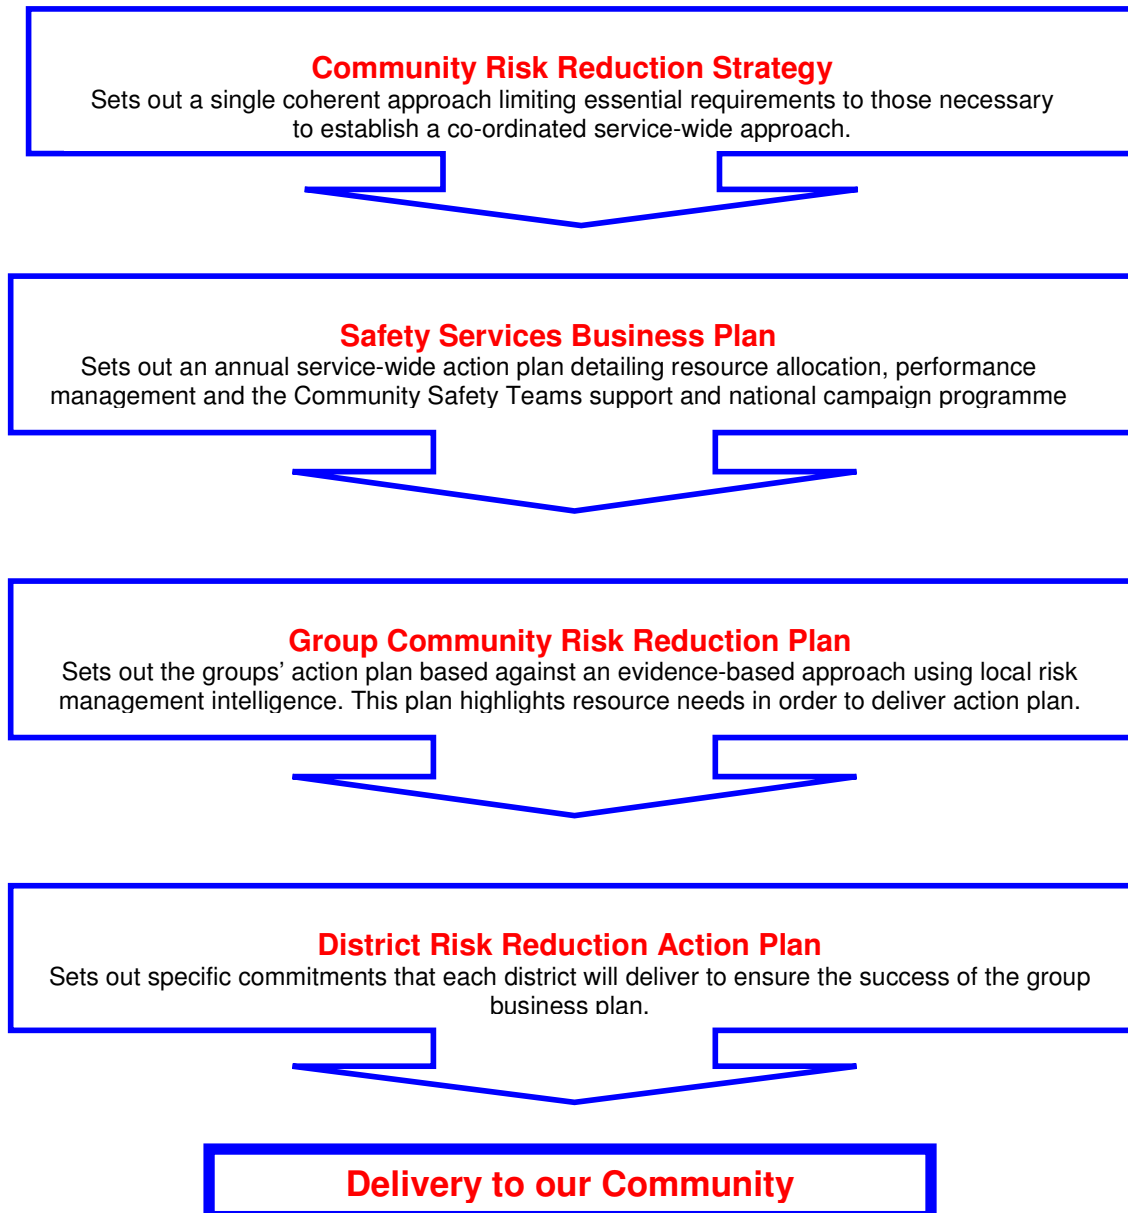 Community Risk Reduction Strategy
Sets out a single coherent approach limiting essential requirements to those necessary
to establish a co-ordinated service-wide approach.
Safety Services Business Plan
Sets out an annual service-wide action plan detailing resource allocation, performance
management and the Community Safety Teams support and national campaign programme
Group Community Risk Reduction Plan
Sets out the groups’ action plan based against an evidence-based approach using local risk
management intelligence. This plan highlights resource needs in order to deliver action plan.
District Risk Reduction Action Plan
Sets out specific commitments that each district will deliver to ensure the success of the group
business plan.
Delivery to our Community